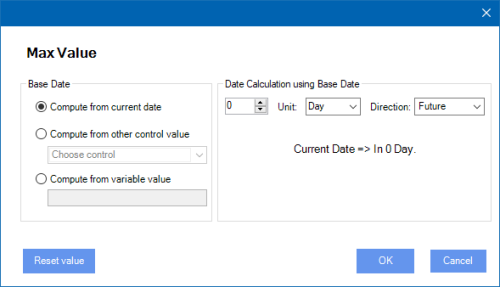 Max Value
Base Date
Compute from current date
Compute from other control value
Choose control
Compute from variable value
Date Calculation using Base Date
0 Unit: Day Direction: Future
Current Date => In 0 Day.
Reset value OK Cancel